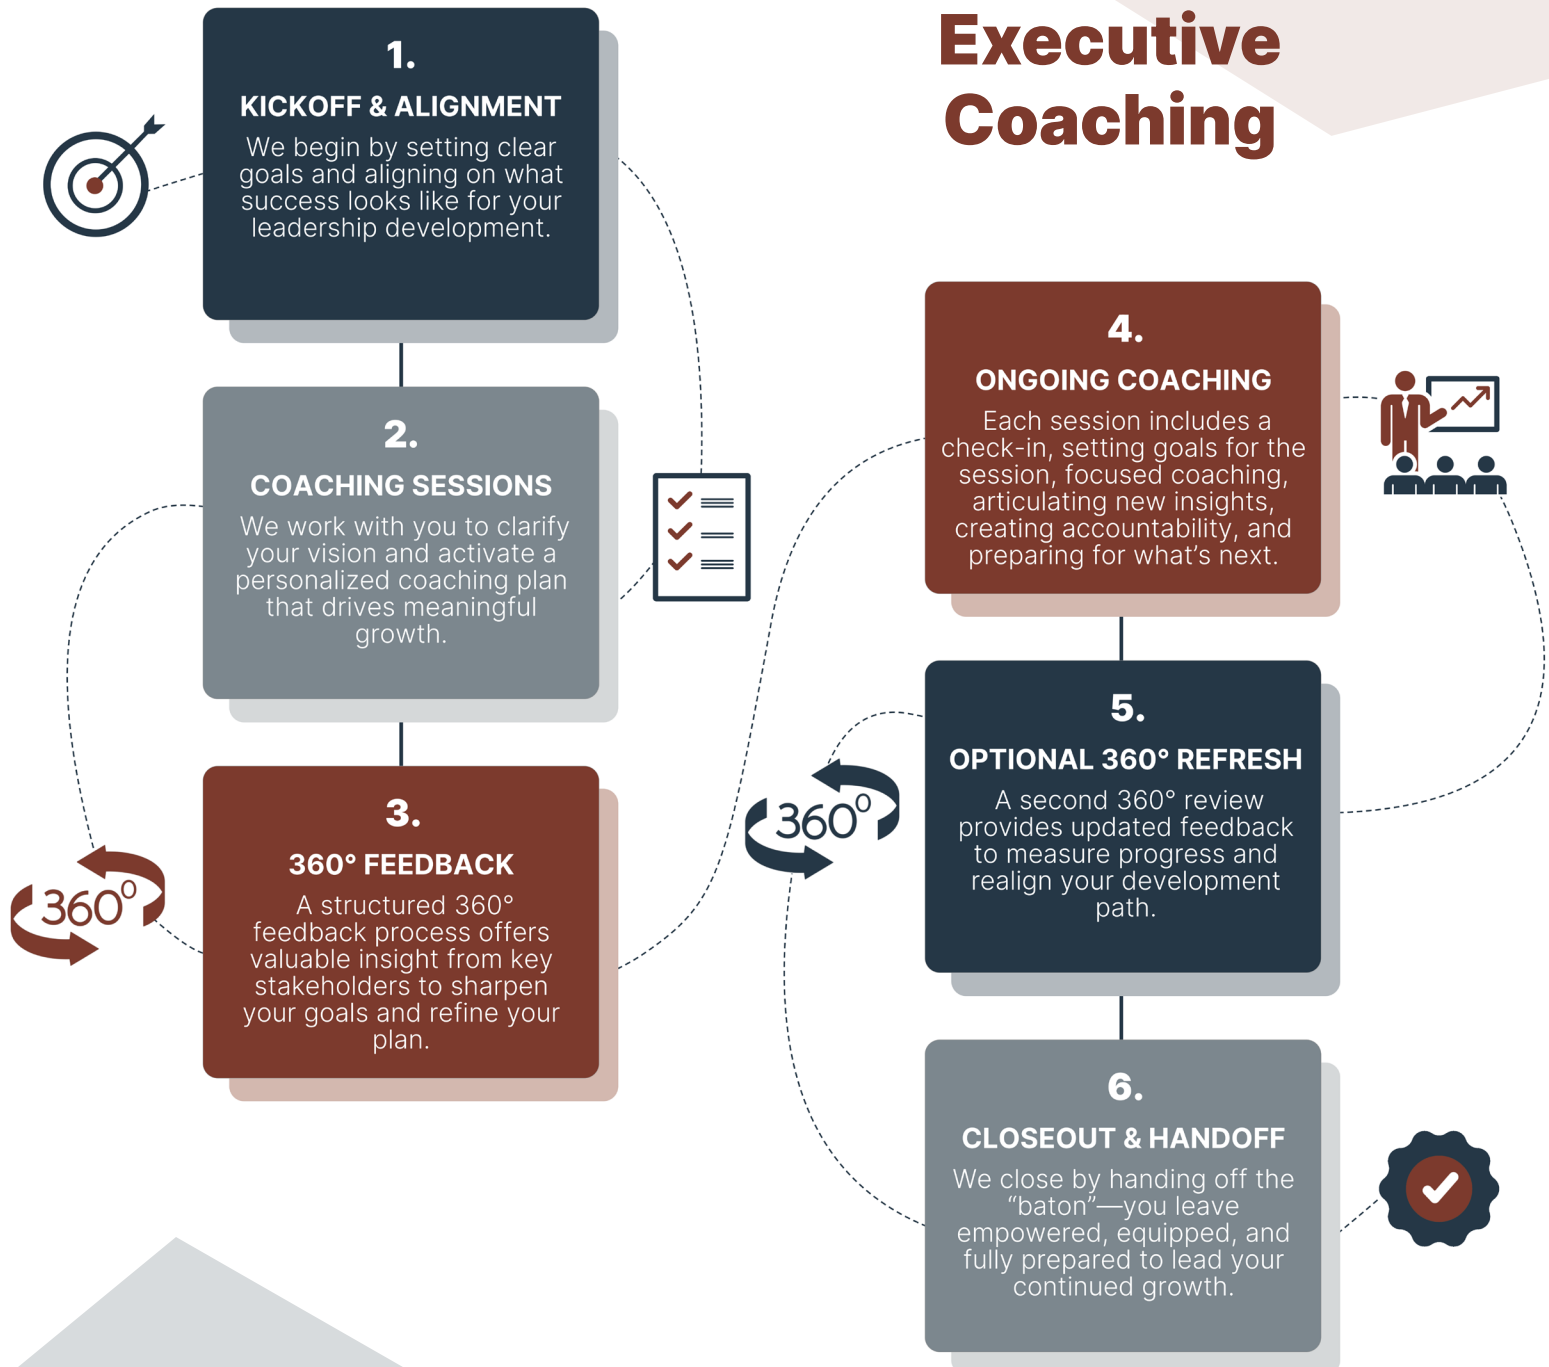 Executive
Coaching
1.
KICKOFF & ALIGNMENT
We begin by setting clear
goals and aligning on what
success looks like for your
leadership development.
2.
COACHING SESSIONS
We work with you to clarify
your vision and activate a
personalized coaching plan
that drives meaningful
growth.
360°
3.
360° FEEDBACK
A structured 360°
feedback process offers
valuable insight from key
stakeholders to sharpen
your goals and refine your
plan.
4.
ONGOING COACHING
Each session includes a
check-in, setting goals for the
session, focused coaching,
articulating new insights,
creating accountability, and
preparing for what’s next.
360°
5.
OPTIONAL 360° REFRESH
A second 360° review
provides updated feedback
to measure progress and
realign your development
path.
6.
CLOSEOUT & HANDOFF
We close by handing off the
“baton”—you leave
empowered, equipped, and
fully prepared to lead your
continued growth.